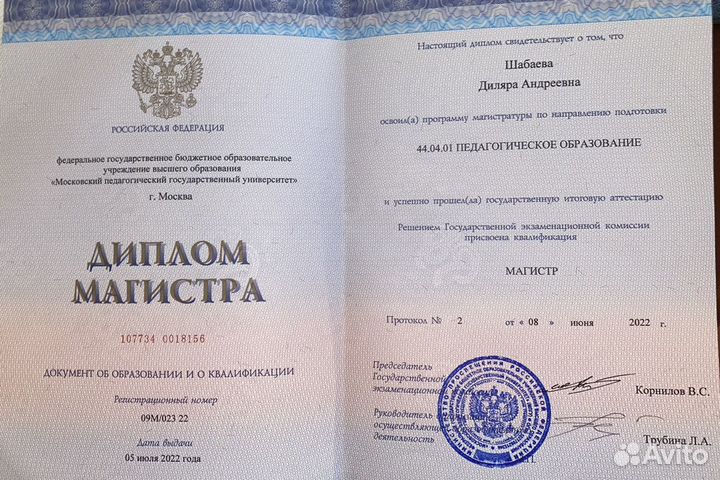 РОССИЙСКАЯ ФЕДЕРАЦИЯ
федеральное государственное бюджетное образовательное
учреждение высшего образования
«Московский педагогический государственный университет»
г. Москва
ДИПЛОМ
МАГИСТРА
107734 0018156
ДОКУМЕНТ ОБ ОБРАЗОВАНИИ И О КВАЛИФИКАЦИИ
Регистрационный номер
09М/023 22
Дата выдачи
05 июля 2022 года
Настоящий диплом свидетельствует о том, что
Шабаева
Диляра Андреевна
освоил(а) программу магистратуры по направлению подготовки
44.04.01 ПЕДАГОГИЧЕСКОЕ ОБРАЗОВАНИЕ
и успешно прошел(ла) государственную итоговую аттестацию
Решением Государственной экзаменационной комиссии
присвоена квалификация
МАГИСТР
Протокол № 2 от « 08 » июня 2022 г.
Председатель
Государственной
экзаменационной
Корнилов В.С.
Руководитель
осуществляющей
деятельность
Трубина Л.А.
Avito